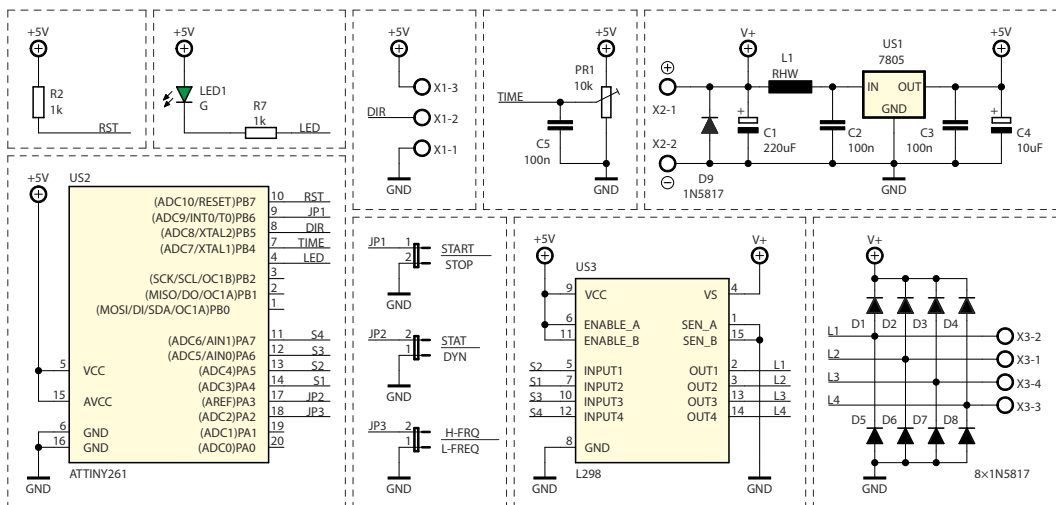 +5V
R2
1k
RST
+5V
LED1
G
R7
1k
LED
+5V
X1-3
DIR
X1-2
X1-1
GND
+5V
PR1
10k
TIME
C5
100n
GND
V+
L1
RHW
US1
7805
+5V
X2-1
IN OUT
GND
+
C1
220uF
C2
100n
C3
100n
+
C4
10uF
X2-2
D9
1N5817
GND
+5V
US2
(ADC10/RESET)PB7 10 RST
(ADC9/INT0/T0)PB6 9 JP1
(ADC8/XTAL2)PB5 8 DIR
(ADC7/XTAL1)PB4 7 TIME
4 LED
(SCK/SCL/OC1B)PB2 3
(MISO/DO/OC1A)PB1 2
(MOSI/DI/SDA/OC1A)PB0 1
(ADC6/AIN1)PA7 11 S4
(ADC5/AIN0)PA6 12 S3
5 VCC (ADC4)PA5 13 S2
(ADC3)PA4 14 S1
15 AVCC (AREF)PA3 17 JP2
(ADC2)PA2 18 JP3
6 GND (ADC1)PA1 19
16 GND (ADC0)PA0 20
GND
ATTINY261
JP1 1 START
2 STOP
GND
JP2 2 STAT
1 DYN
GND
JP3 2 H-FRQ
1 L-FREQ
GND
+5V
V+
US3
9 VCC VS 4
6 ENABLE_A SEN_A 1
11 ENABLE_B SEN_B 15
S2 5 INPUT1 OUT1 2 L1
S1 7 INPUT2 OUT2 3 L2
S3 10 INPUT3 OUT3 13 L3
S4 12 INPUT4 OUT4 14 L4
8 GND
GND
L298
GND
V+
D1 D2 D3 D4
L1 X3-2
L2 X3-1
L3 X3-4
L4 X3-3
D5 D6 D7 D8
GND
8×1N5817